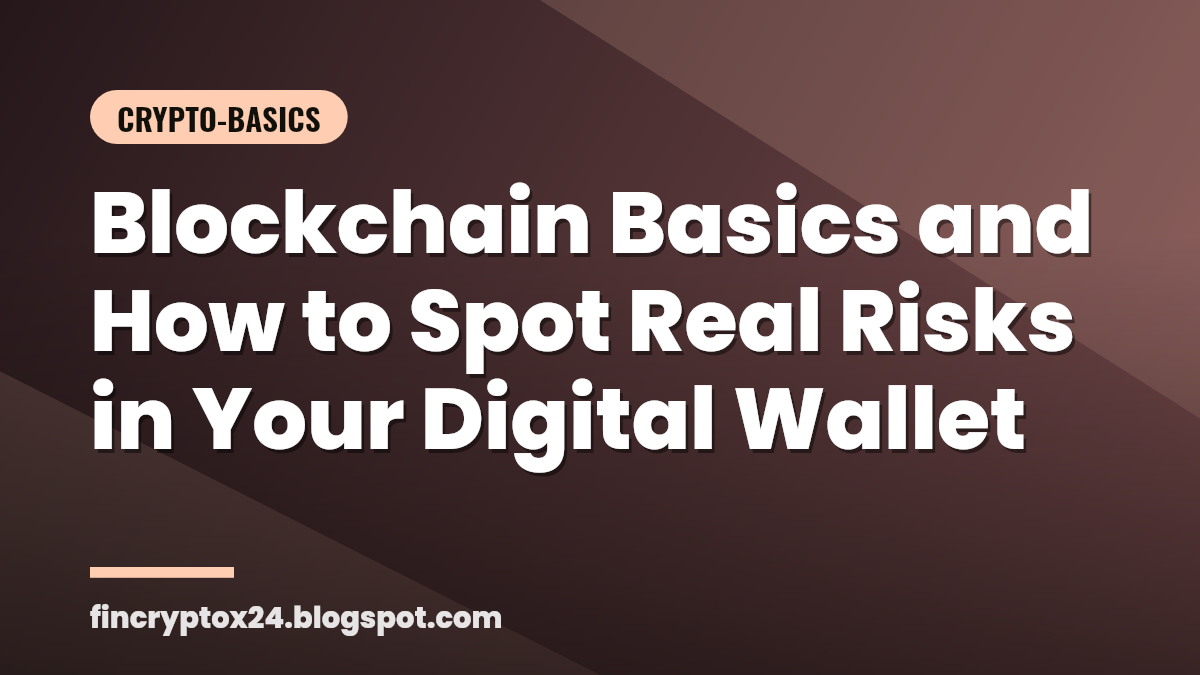 CRYPTO-BASICS
Blockchain Basics and
How to Spot Real Risks
in Your Digital Wallet
fincryptox24.blogspot.com